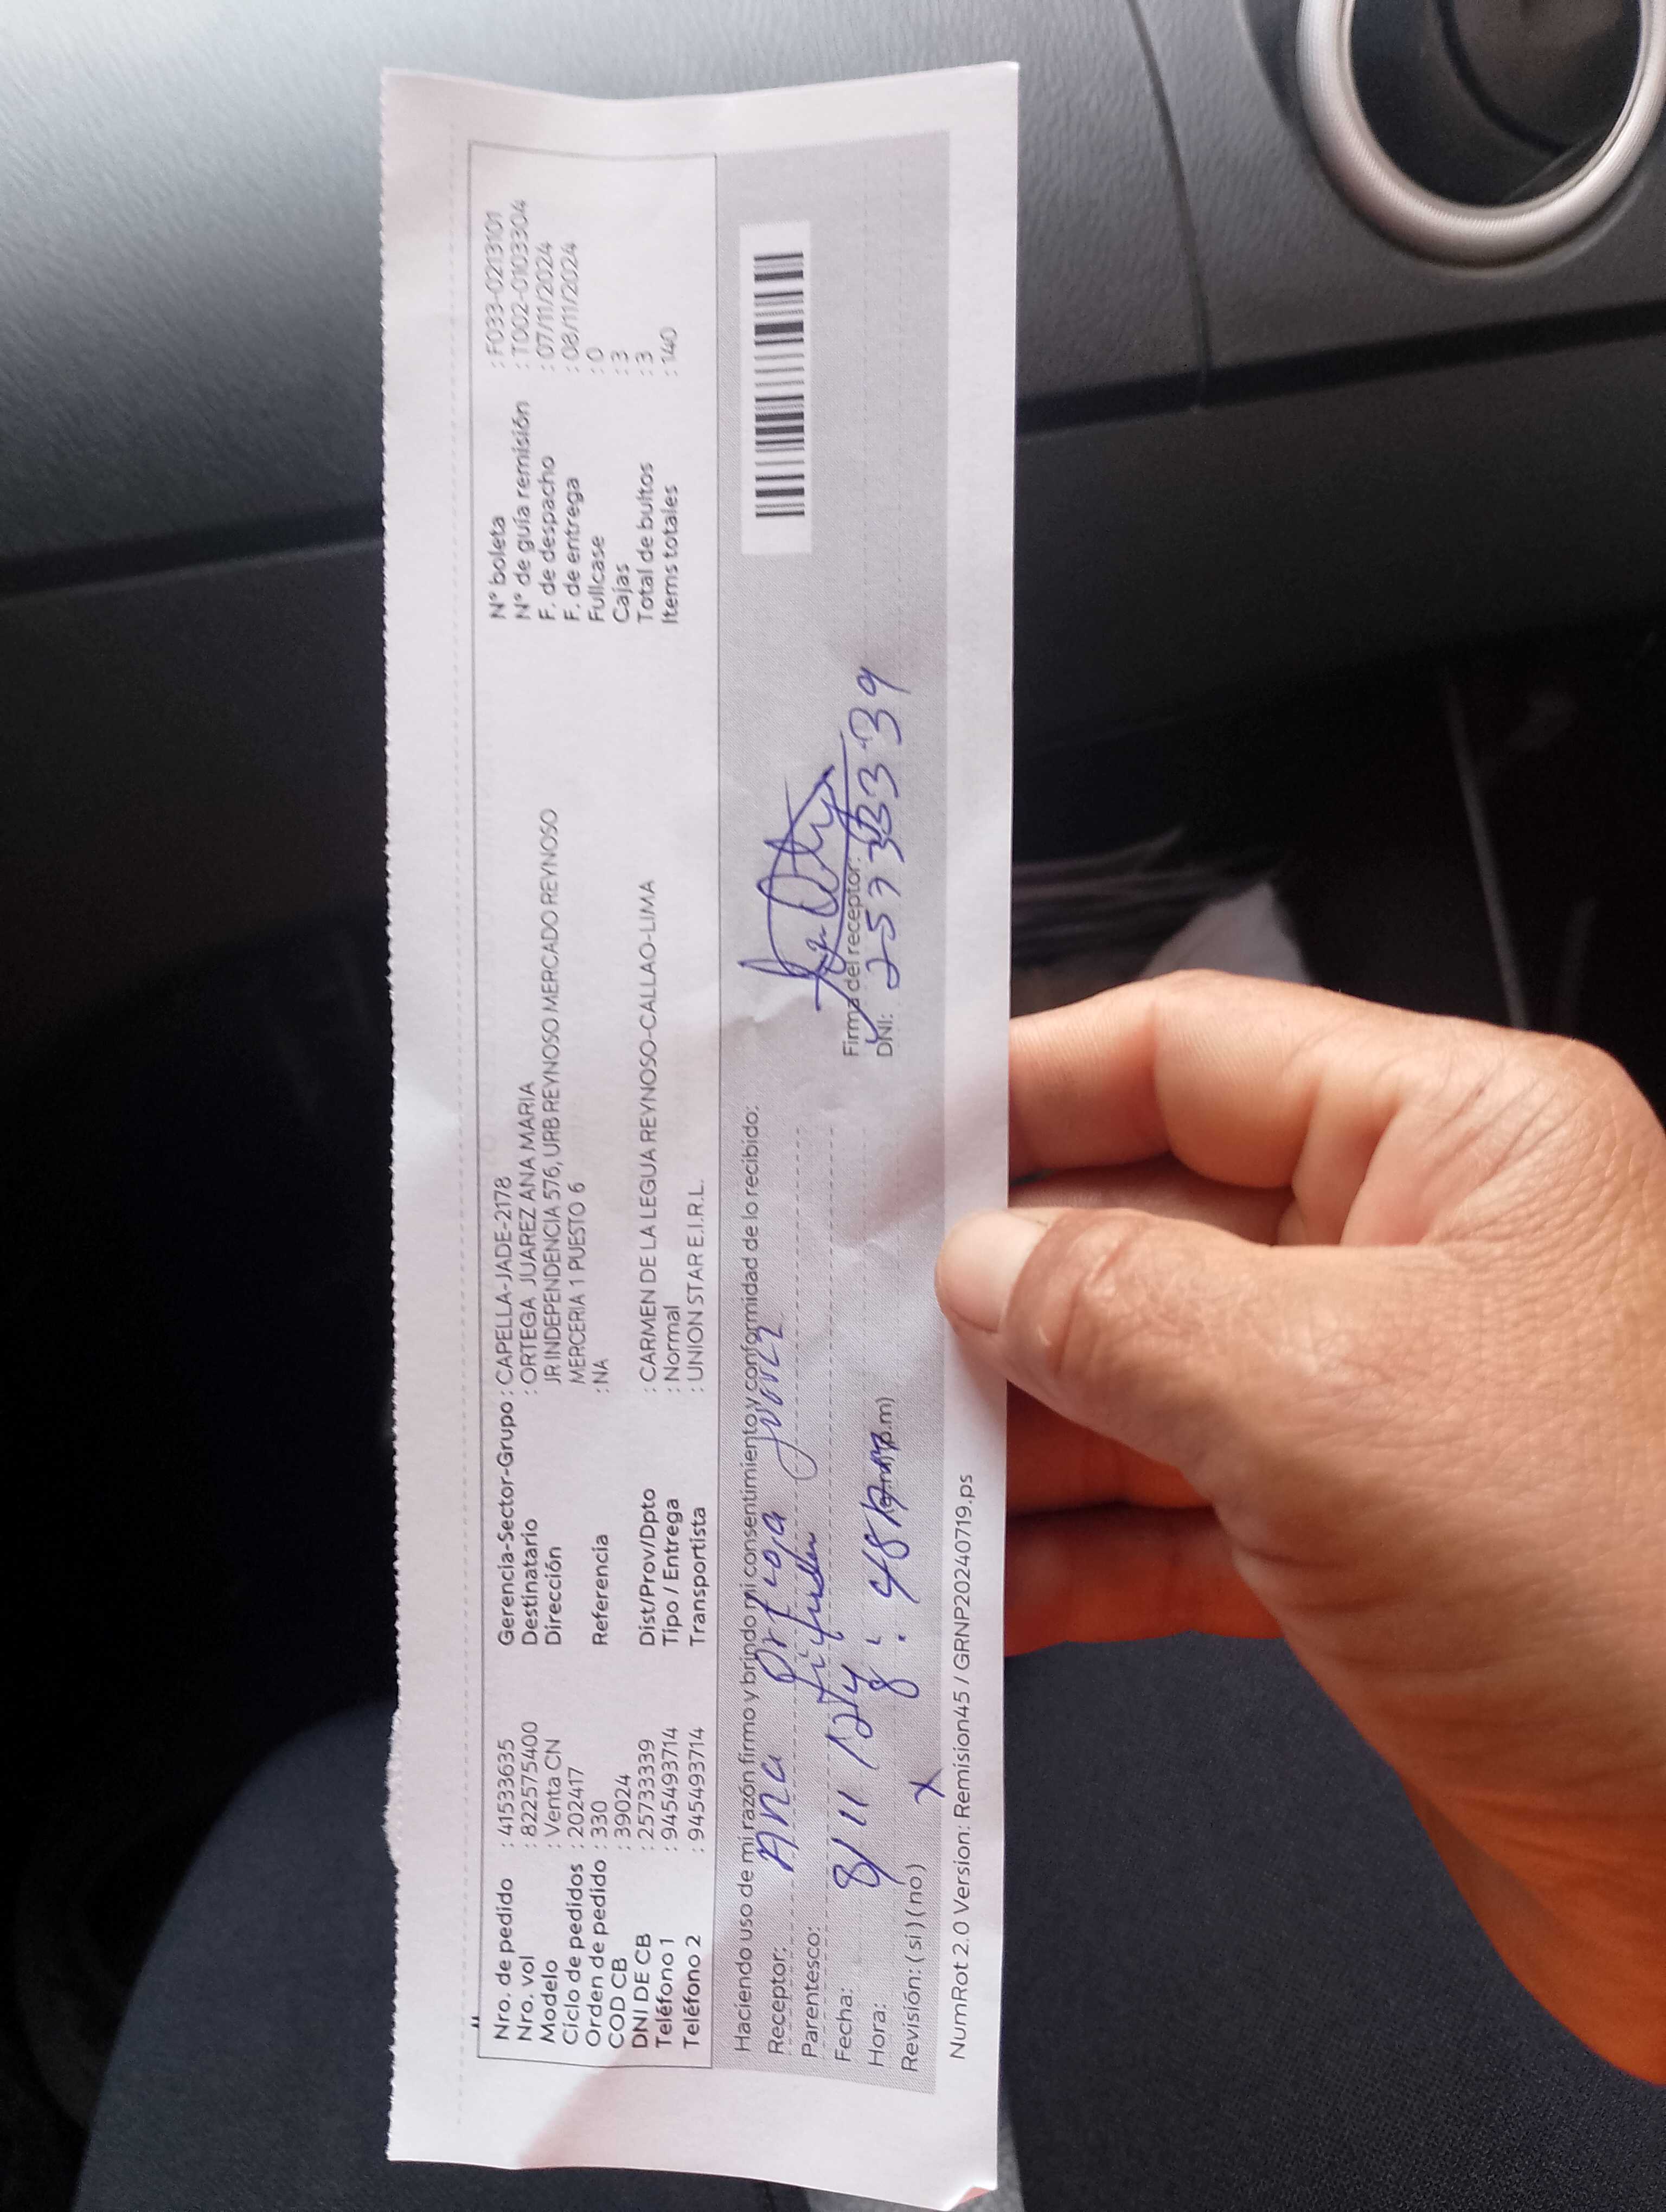 Nro. de pedido : 41533635
Nro. vol : 822575400
Modelo : Venta CN
Ciclo de pedidos : 202417
Orden de pedido : 330
COD CB : 39024
DNI DE CB : 25733339
Teléfono 1 : 945493714
Teléfono 2 : 945493714
Gerencia-Sector-Grupo : CAPELLA-JADE-2178
Destinatario : ORTEGA JUAREZ ANA MARIA
Dirección JR INDEPENDENCIA 576, URB REYNOSO MERCADO REYNOSO
MERCERIA 1 PUESTO 6
Referencia : NA
Dist/Prov/Dpto : CARMEN DE LA LEGUA REYNOSO-CALLAO-LIMA
Tipo / Entrega : Normal
Transportista : UNION STAR E.I.R.L.
N° boleta : F033-0213101
N° de guía remisión : T002-0103304
F. de despacho : 07/11/2024
F. de entrega : 08/11/2024
Fullcase : 0
Cajas : 3
Total de bultos : 3
Items totales : 140
Haciendo uso de mi razón firmo y brindo mi consentimiento y conformidad de lo recibido:
Receptor: Ana Ortega Juarez
Parentesco:
Fecha: 8/11/24
Hora: 8:48
Revisión: ( si ) ( no ) X
Firma del receptor:
DNI: 25733339
NumRot 2.0 Version: Remision45 / GRNP20240719.ps